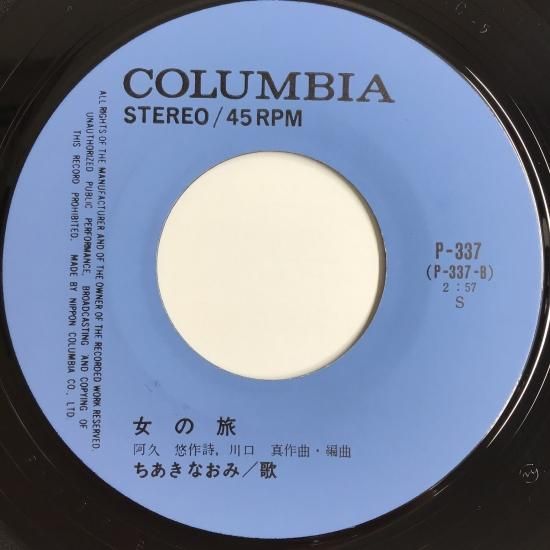 COLUMBIA
STEREO/45RPM
ALL RIGHTS OF THE MANUFACTURER AND OF THE OWNER OF THE RECORDED WORK RESERVED.
UNAUTHORIZED PUBLIC PERFORMANCE, BROADCASTING AND COPYING OF
THIS RECORD PROHIBITED. MADE BY NIPPON COLUMBIA CO., LTD.
P-337
(P-337-B)
2:57
S
女の旅
阿久 悠作詩, 川口 真作曲・編曲
ちあきなおみ/歌